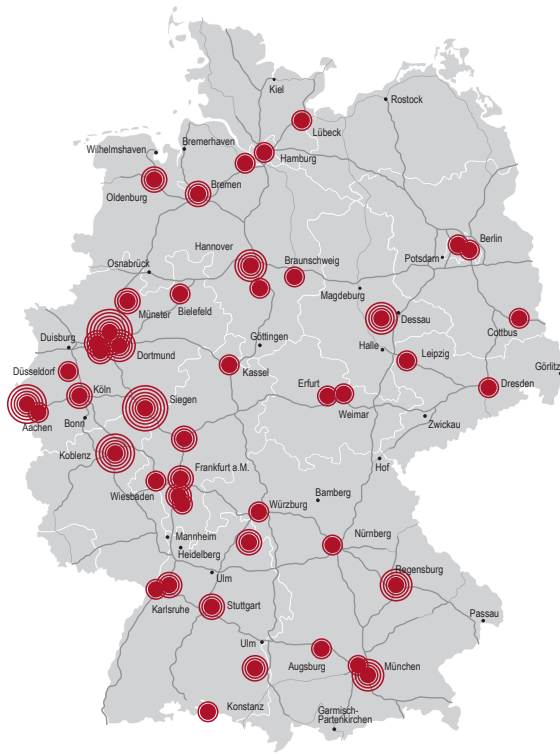 Kiel
Rostock
Lübeck
Bremerhaven
Wilhelmshaven
Hamburg
Bremen
Oldenburg
Hannover
Berlin
Potsdam
Osnabrück
Braunschweig
Magdeburg
Münster
Bielefeld
Dessau
Cottbus
Duisburg
Göttingen
Halle
Dortmund
Leipzig
Görlitz
Düsseldorf
Kassel
Erfurt
Dresden
Köln
Siegen
Weimar
Aachen
Bonn
Zwickau
Koblenz
Hof
Frankfurt a.M.
Wiesbaden
Bamberg
Würzburg
Mannheim
Nürnberg
Heidelberg
Ulm
Regensburg
Karlsruhe
Stuttgart
Passau
Ulm
Augsburg
München
Konstanz
Garmisch-
Partenkirchen